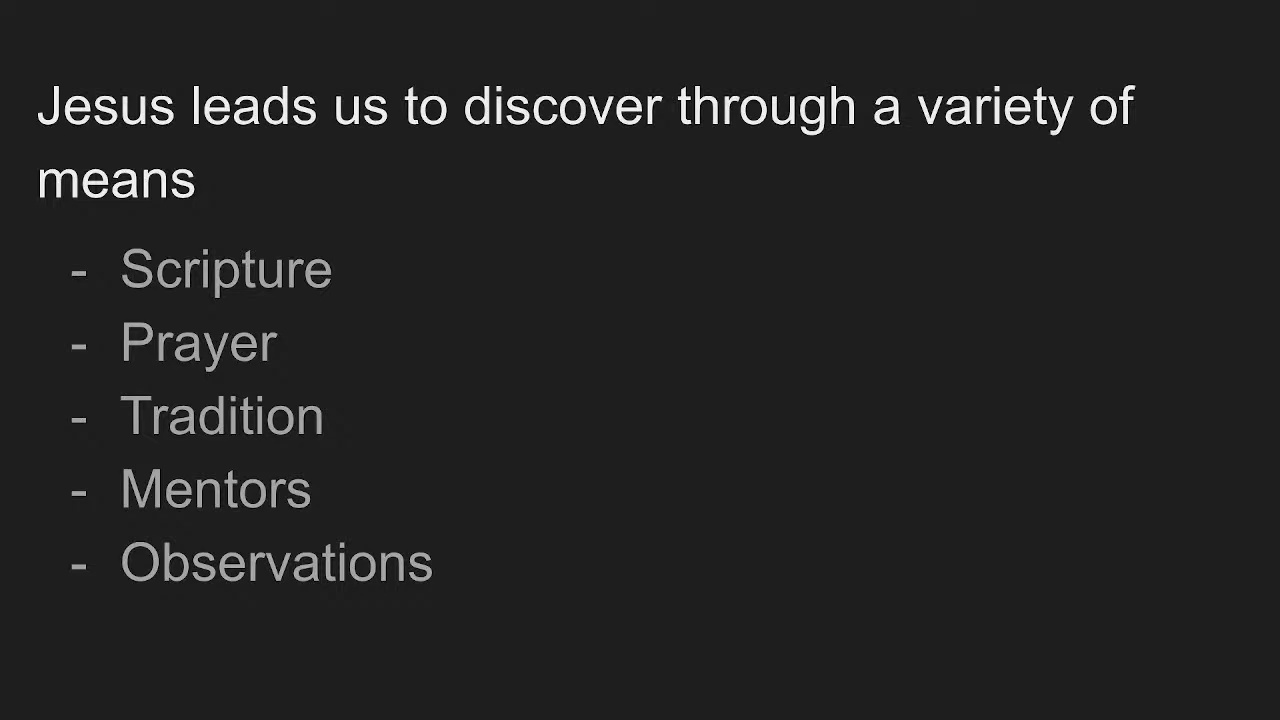 Jesus leads us to discover through a variety of
means
- Scripture
- Prayer
- Tradition
- Mentors
- Observations